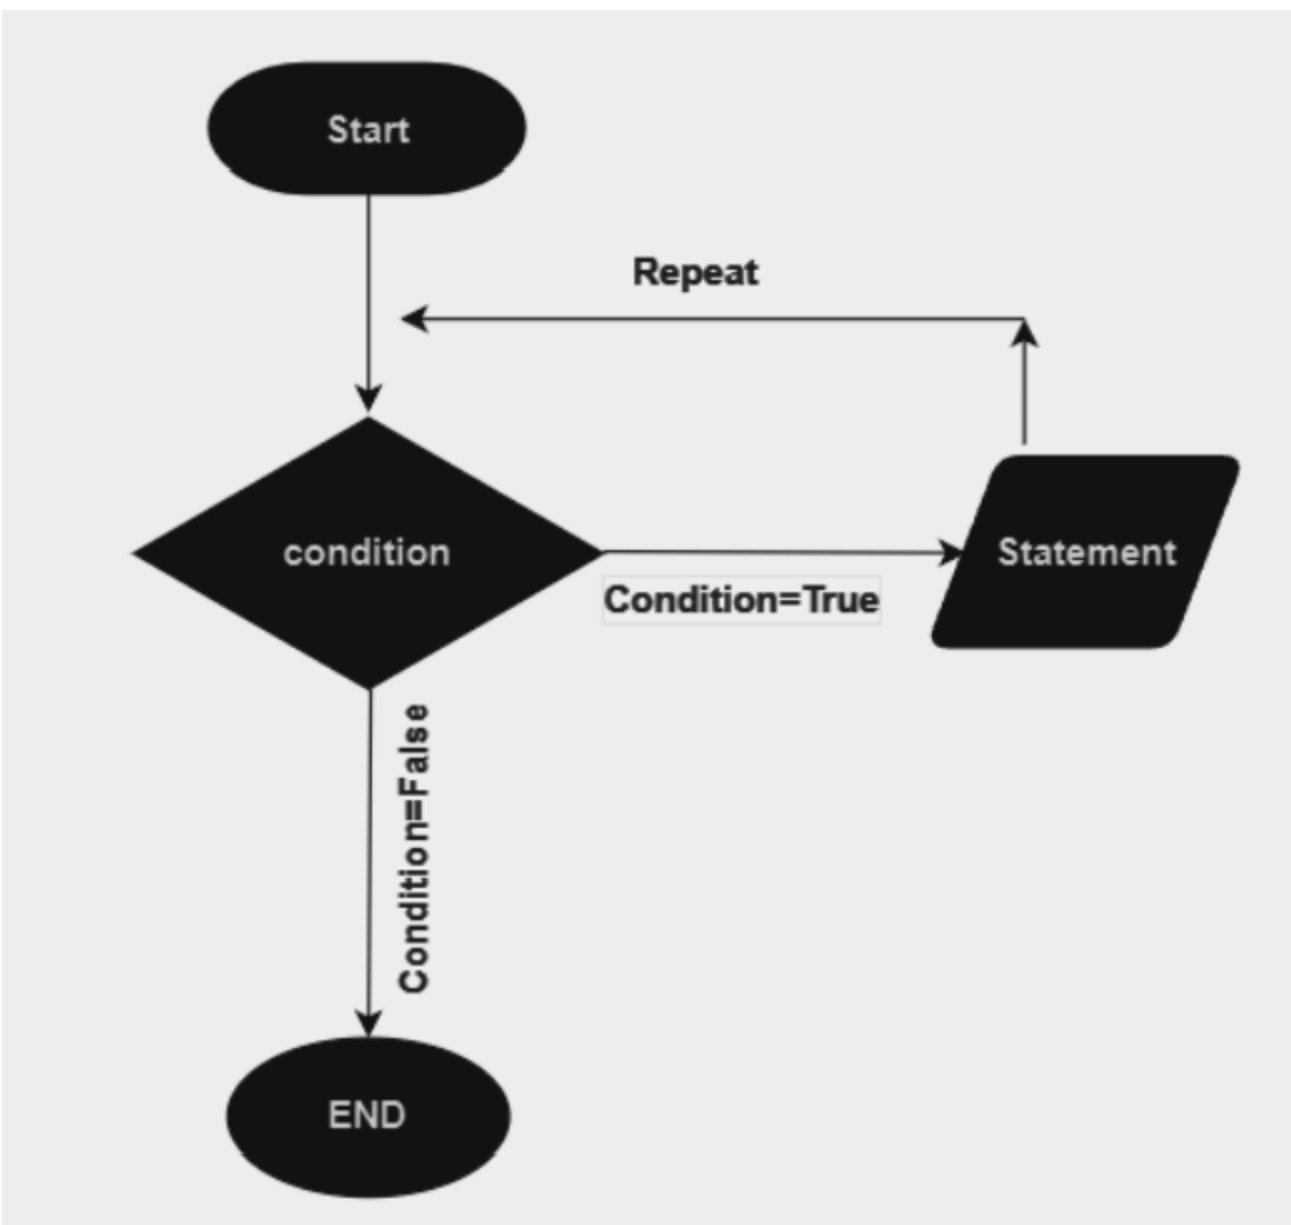 Start
Repeat
condition
Condition=True
Statement
Condition=False
END